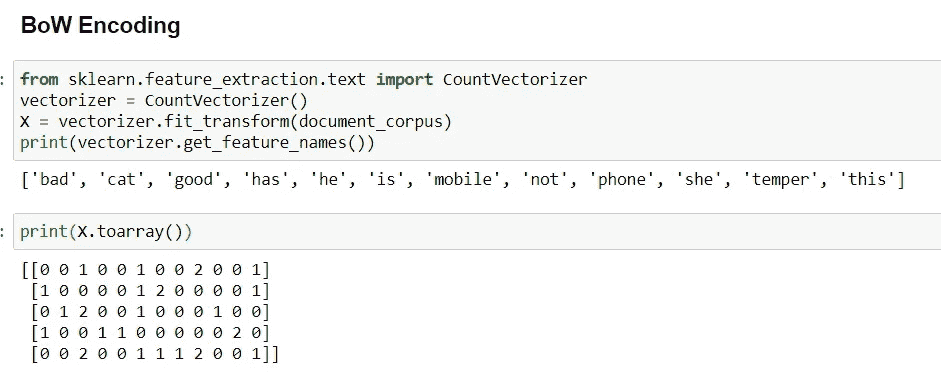 BoW Encoding
: from sklearn.feature_extraction.text import CountVectorizer
vectorizer = CountVectorizer()
X = vectorizer.fit_transform(document_corpus)
print(vectorizer.get_feature_names())
['bad', 'cat', 'good', 'has', 'he', 'is', 'mobile', 'not', 'phone', 'she', 'temper', 'this']
: print(X.toarray())
[[0 0 1 0 0 1 0 0 2 0 0 1]
[1 0 0 0 0 1 2 0 0 0 0 1]
[0 1 2 0 0 1 0 0 0 1 0 0]
[1 0 0 1 1 0 0 0 0 0 2 0]
[0 0 2 0 0 1 1 1 2 0 0 1]]